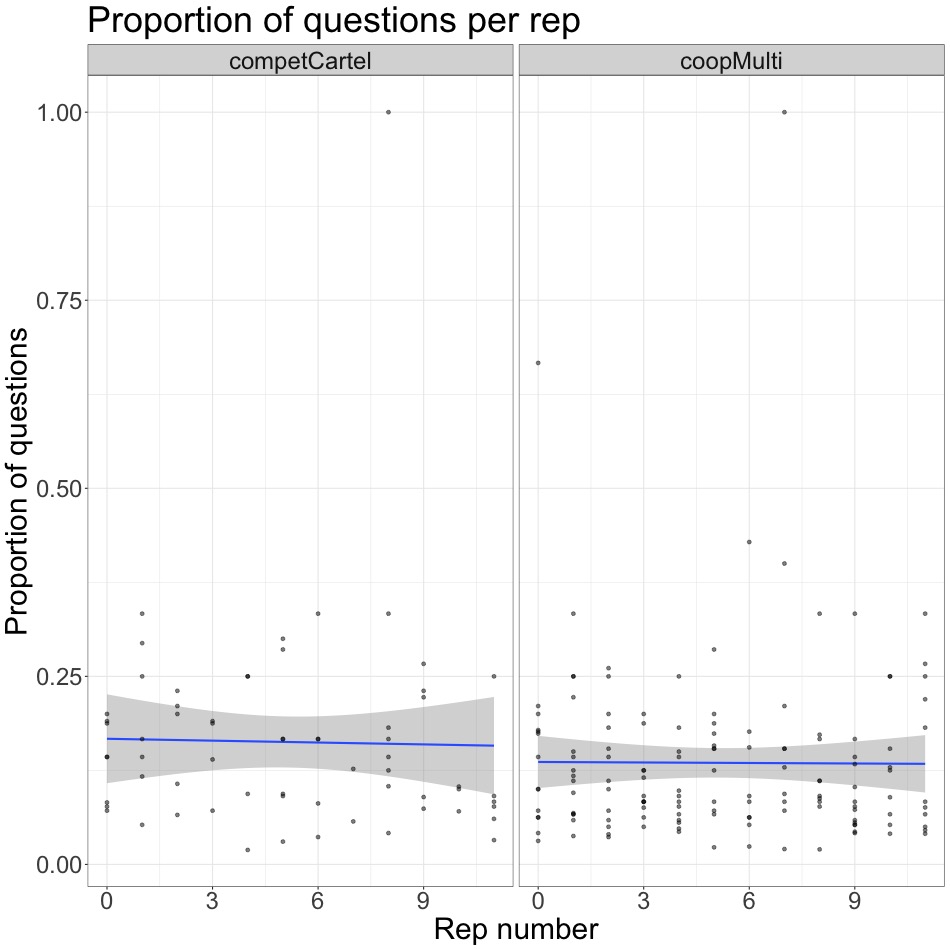 Proportion of questions per rep
competCartel
coopMulti
Proportion of questions
1.00
0.75
0.50
0.25
0.00
0 3 6 9
0 3 6 9
Rep number